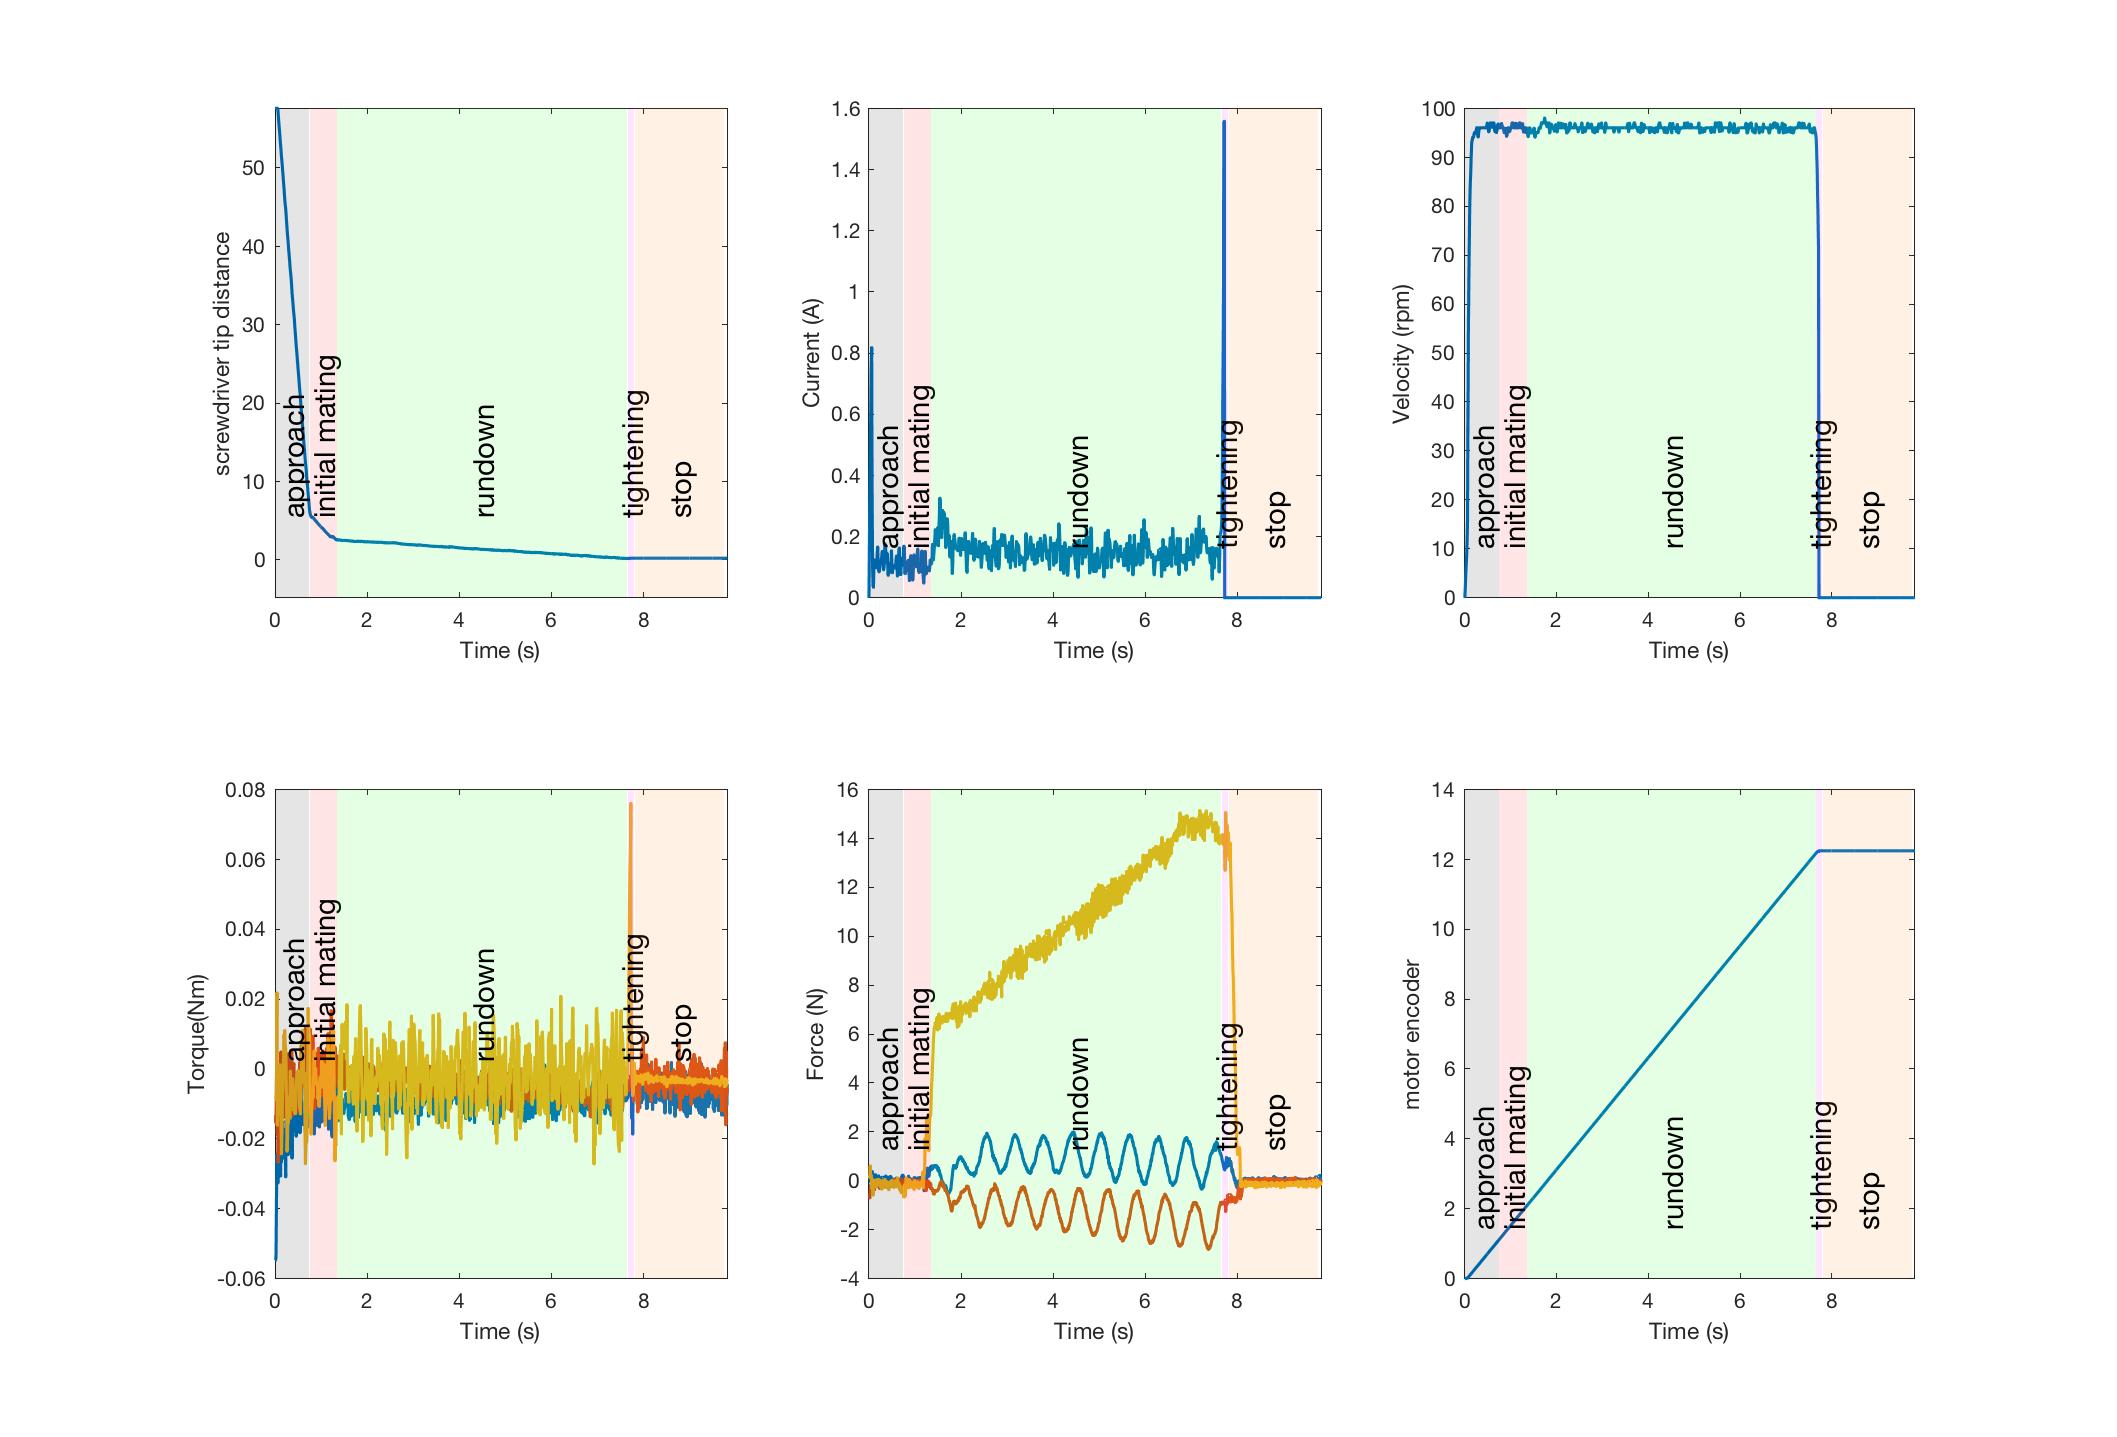 screwdriver tip distance
50
40
30
20
10
0
approach
initial mating
rundown
tightening
stop
0 2 4 6 8
Time (s)
Current (A)
1.6
1.4
1.2
1
0.8
0.6
0.4
0.2
0
approach
initial mating
rundown
tightening
stop
0 2 4 6 8
Time (s)
Velocity (rpm)
100
90
80
70
60
50
40
30
20
10
0
approach
initial mating
rundown
tightening
stop
0 2 4 6 8
Time (s)
Torque(Nm)
0.08
0.06
0.04
0.02
0
-0.02
-0.04
-0.06
approach
initial mating
rundown
tightening
stop
0 2 4 6 8
Time (s)
Force (N)
16
14
12
10
8
6
4
2
0
-2
-4
approach
initial mating
rundown
tightening
stop
0 2 4 6 8
Time (s)
motor encoder
14
12
10
8
6
4
2
0
approach
initial mating
rundown
tightening
stop
0 2 4 6 8
Time (s)